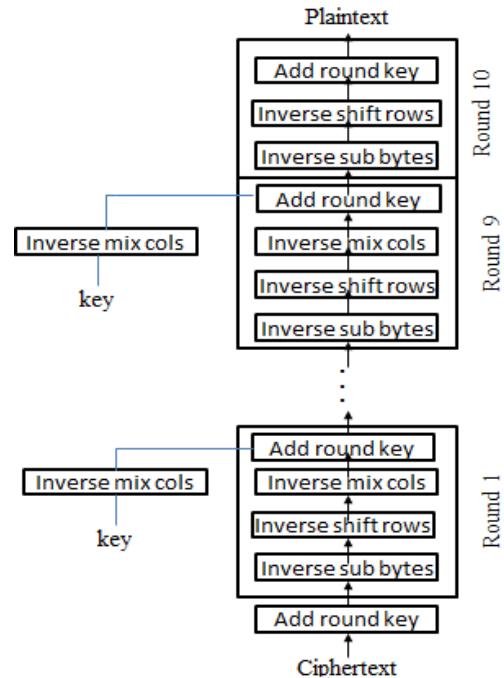 Plaintext
Add round key
Inverse shift rows
Inverse sub bytes
Round 10
Add round key
Inverse mix cols
Inverse shift rows
Inverse sub bytes
Round 9
Inverse mix cols
key
...
Add round key
Inverse mix cols
Inverse shift rows
Inverse sub bytes
Round 1
Inverse mix cols
key
Add round key
Ciphertext